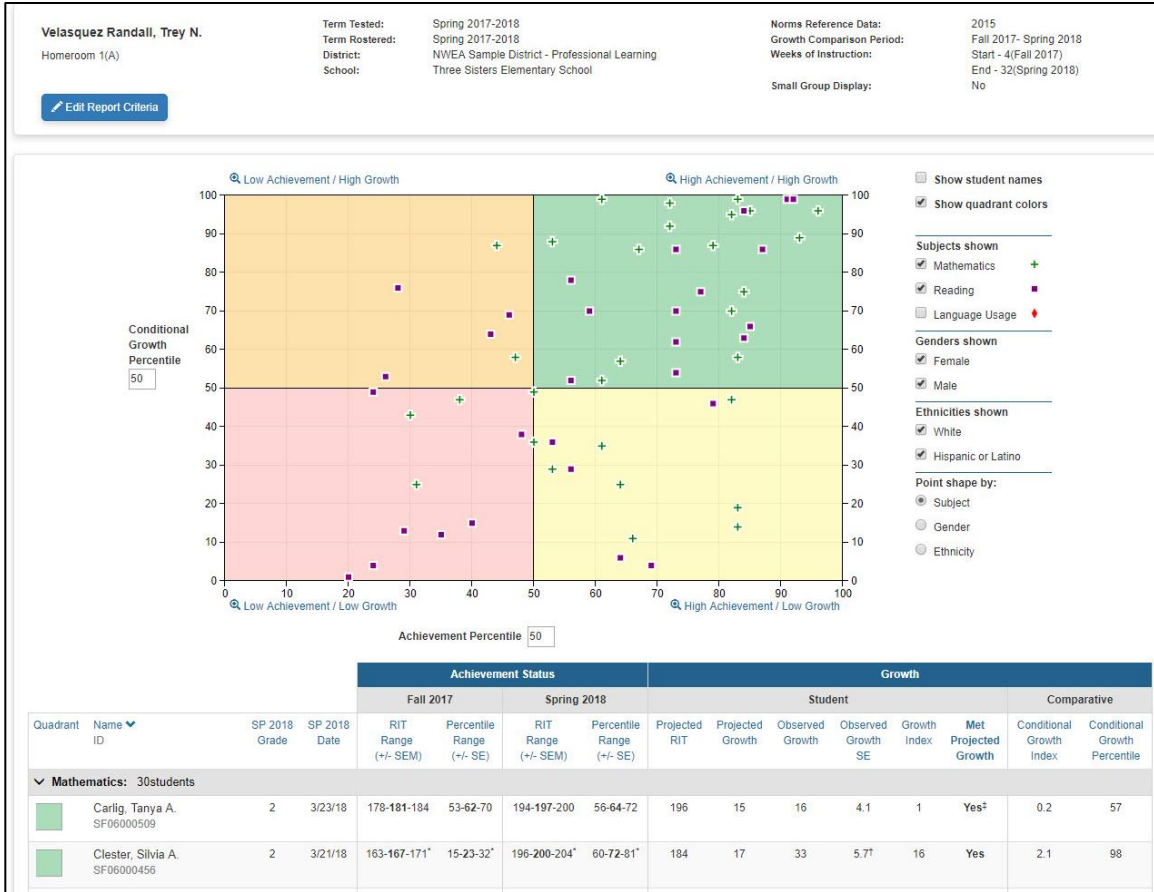 Velasquez Randall, Trey N.
Homeroom 1(A)
Edit Report Criteria
Term Tested: Spring 2017-2018
Term Rostered: Spring 2017-2018
District: NWEA Sample District - Professional Learning
School: Three Sisters Elementary School
Norms Reference Data: 2015
Growth Comparison Period: Fall 2017- Spring 2018
Weeks of Instruction: Start - 4(Fall 2017)
End - 32(Spring 2018)
Small Group Display: No
Low Achievement / High Growth
High Achievement / High Growth
100
90
80
70
60
50
40
30
20
10
0
Conditional
Growth
Percentile
50
100
90
80
70
60
50
40
30
20
10
0
0 10 20 30 40 50 60 70 80 90 100
Low Achievement / Low Growth
High Achievement / Low Growth
Achievement Percentile 50
Show student names
Show quadrant colors
Subjects shown
Mathematics
Reading
Language Usage
Genders shown
Female
Male
Ethnicities shown
White
Hispanic or Latino
Point shape by:
Subject
Gender
Ethnicity
Achievement Status Growth
Fall 2017 Spring 2018 Student Comparative
Quadrant Name SP 2018 SP 2018 RIT Percentile RIT Percentile Projected Projected Observed Observed Growth Met Conditional Conditional
ID Grade Date Range Range Range Range RIT Growth Growth Growth Index Projected Growth Growth
(+/- SEM) (+/- SE) (+/- SEM) (+/- SE) SE Growth Index Percentile
Mathematics: 30students
Carlig, Tanya A. 2 3/23/18 178-181-184 53-62-70 194-197-200 56-64-72 196 15 16 4.1 1 Yes‡ 0.2 57
SF06000509
Clester, Silvia A. 2 3/21/18 163-167-171* 15-23-32* 196-200-204* 60-72-81* 184 17 33 5.7† 16 Yes 2.1 98
SF06000456